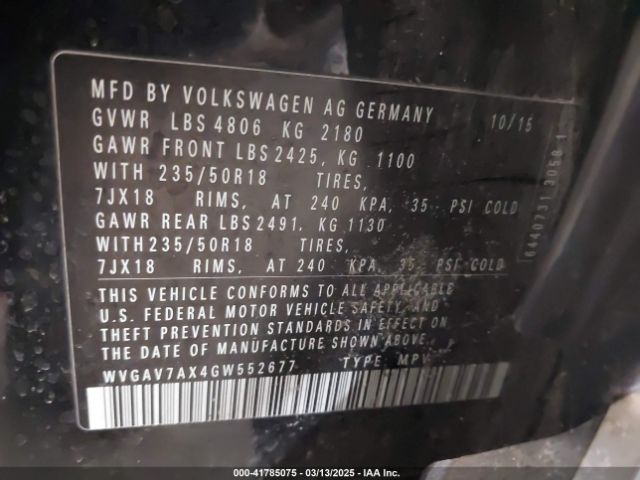 MFD BY VOLKSWAGEN AG GERMANY 10/15
GVWR LBS 4806 KG 2180
GAWR FRONT LBS 2425, KG 1100
WITH 235/50R18 TIRES,
7JX18 RIMS, AT 240 KPA, 35 PSI COLD
GAWR REAR LBS 2491, KG 1130
WITH235/50R18 TIRES,
7JX18 RIMS, AT 240 KPA, 35 PSI COLD
THIS VEHICLE CONFORMS TO ALL APPLICABLE
U.S. FEDERAL MOTOR VEHICLE SAFETY, AND
THEFT PREVENTION STANDARDS IN EFFECT ON
THE DATE OF MANUFACTURE SHOWN ABOVE.
WVGAV7AX4GW552677 TYPE: MPV
6440731 3058 1
000-41785075 — 03/13/2025 — IAA Inc.